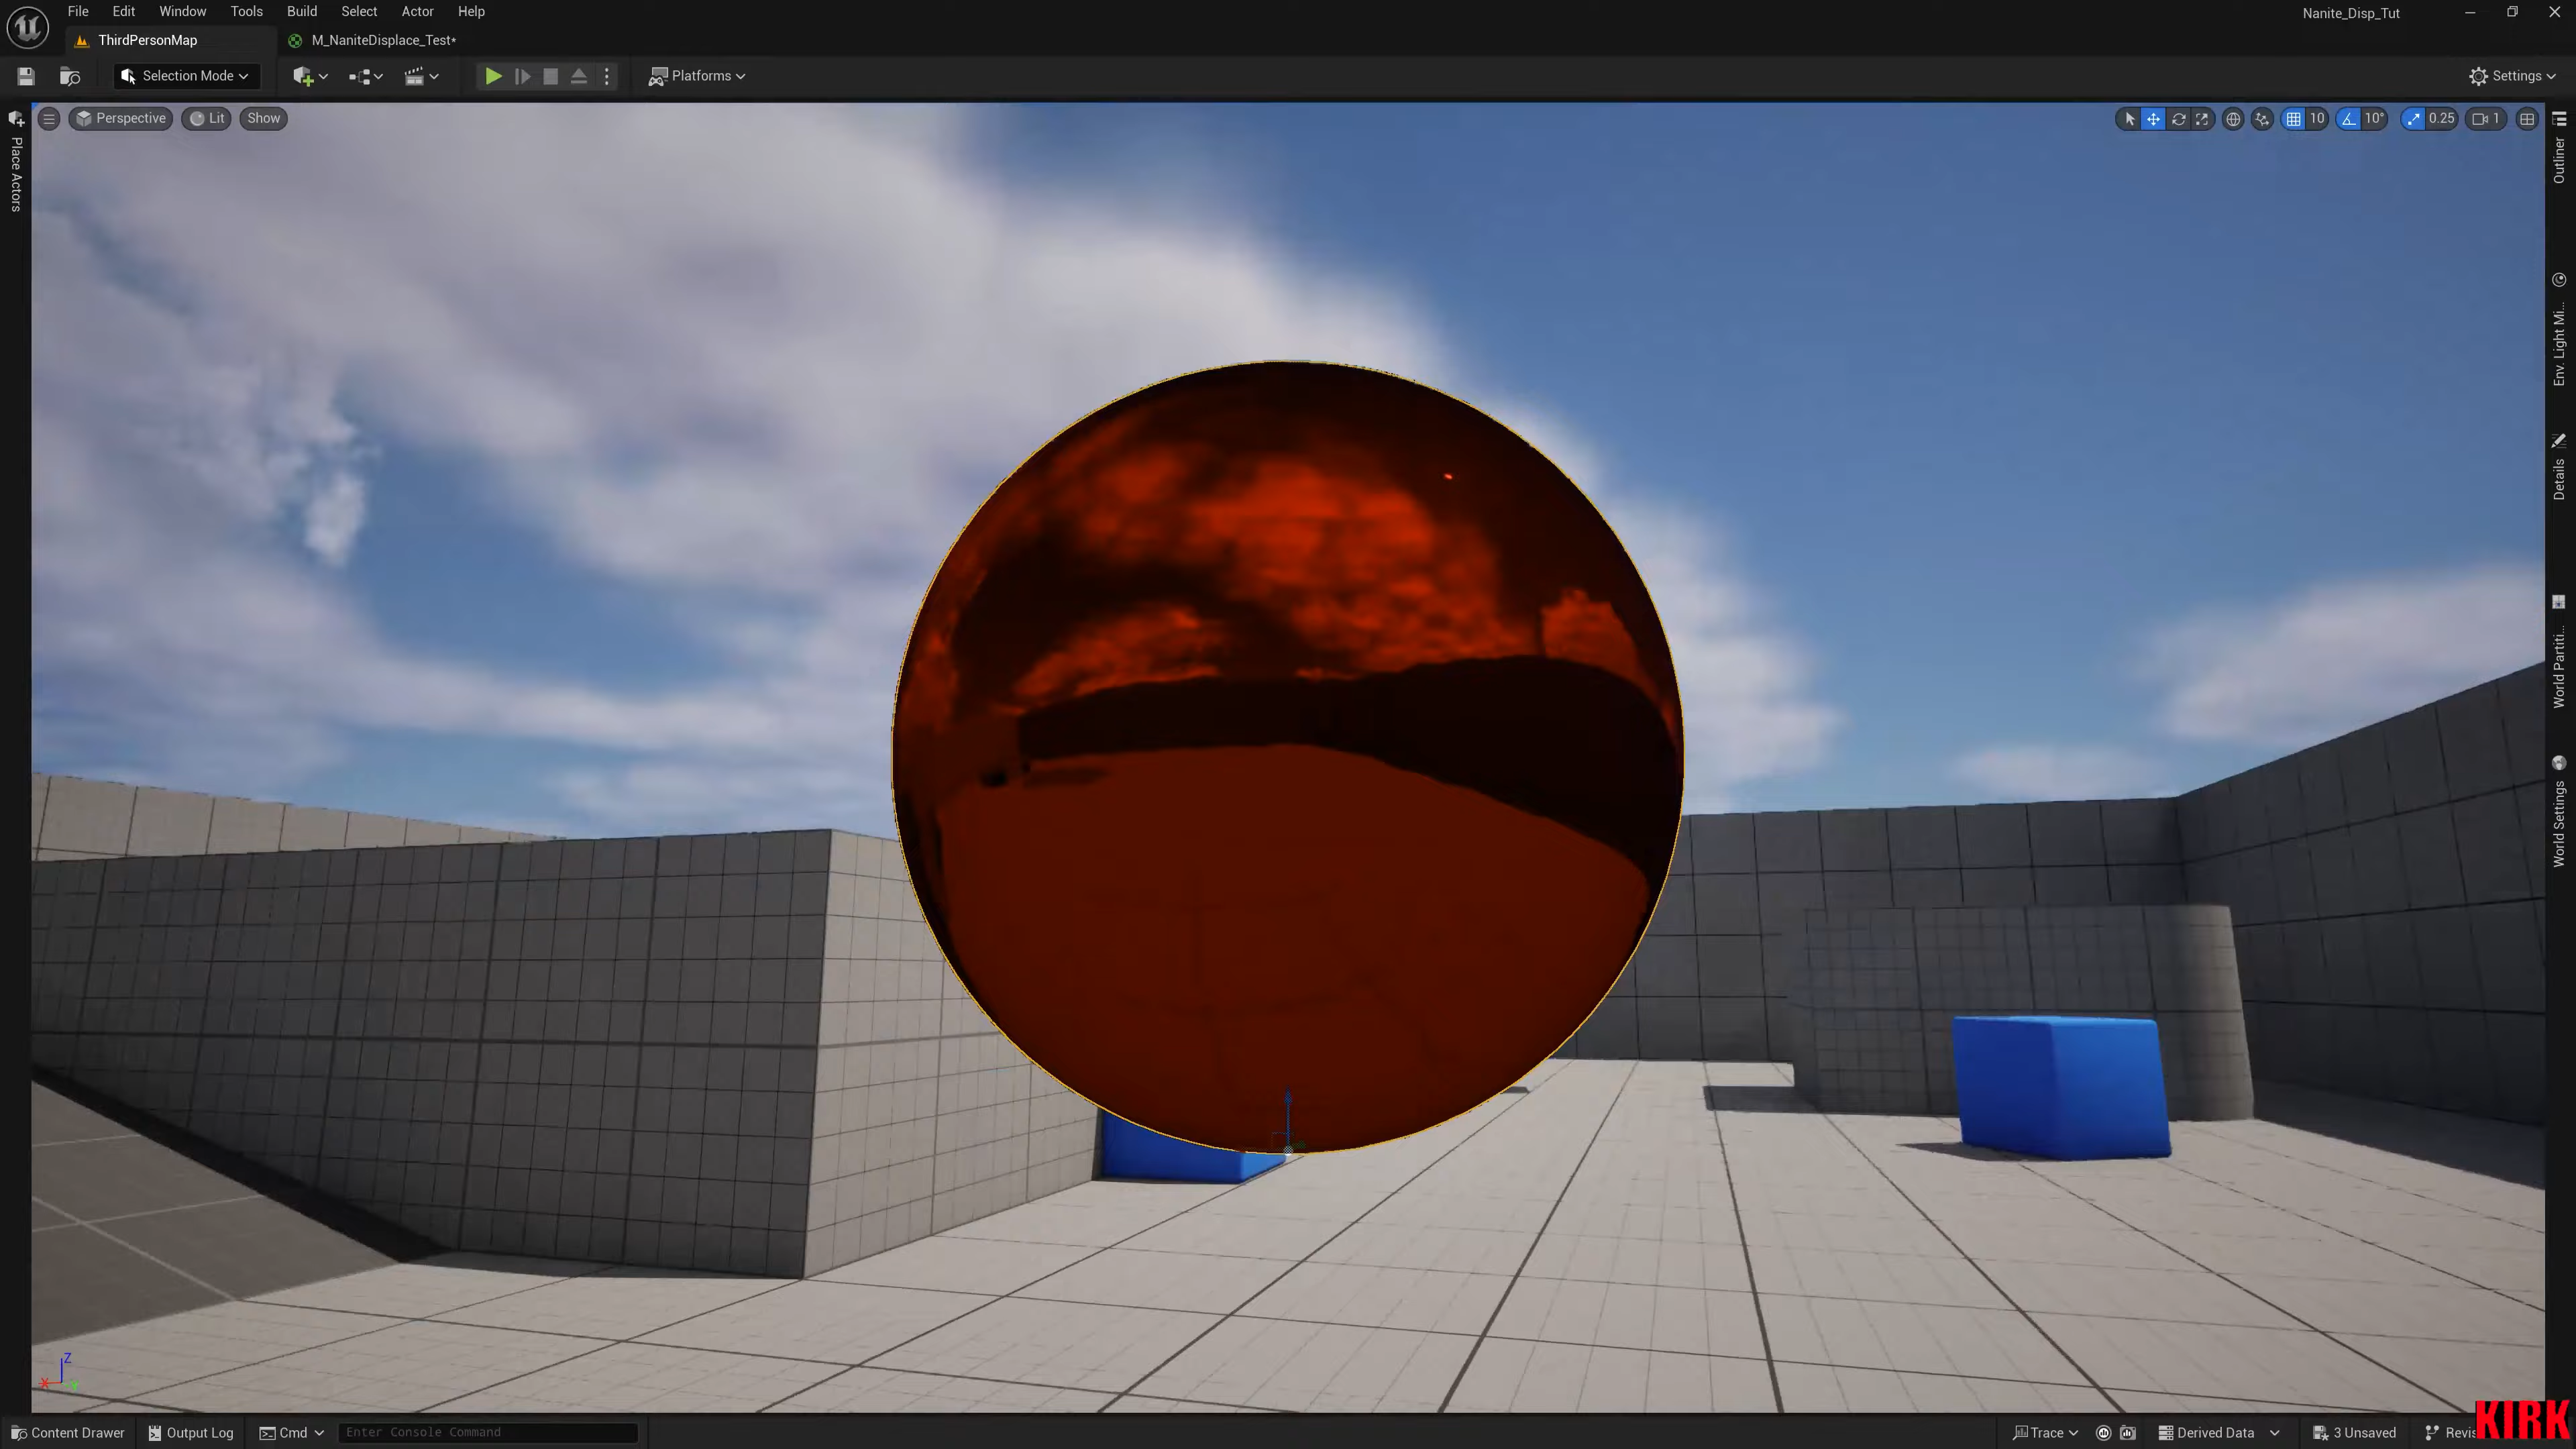 File Edit Window Tools Build Select Actor Help
Nanite_Disp_Tut
ThirdPersonMap
M_NaniteDisplace_Test*
Selection Mode
Platforms
Settings
Perspective
Lit
Show
10
10°
0.25
1
Place Actors
Outliner
Env. Light Mi...
Details
World Partiti...
World Settings
Z
X
Y
Content Drawer
Output Log
Cmd
Enter Console Command
Trace
Derived Data
3 Unsaved
Revis
KIRK